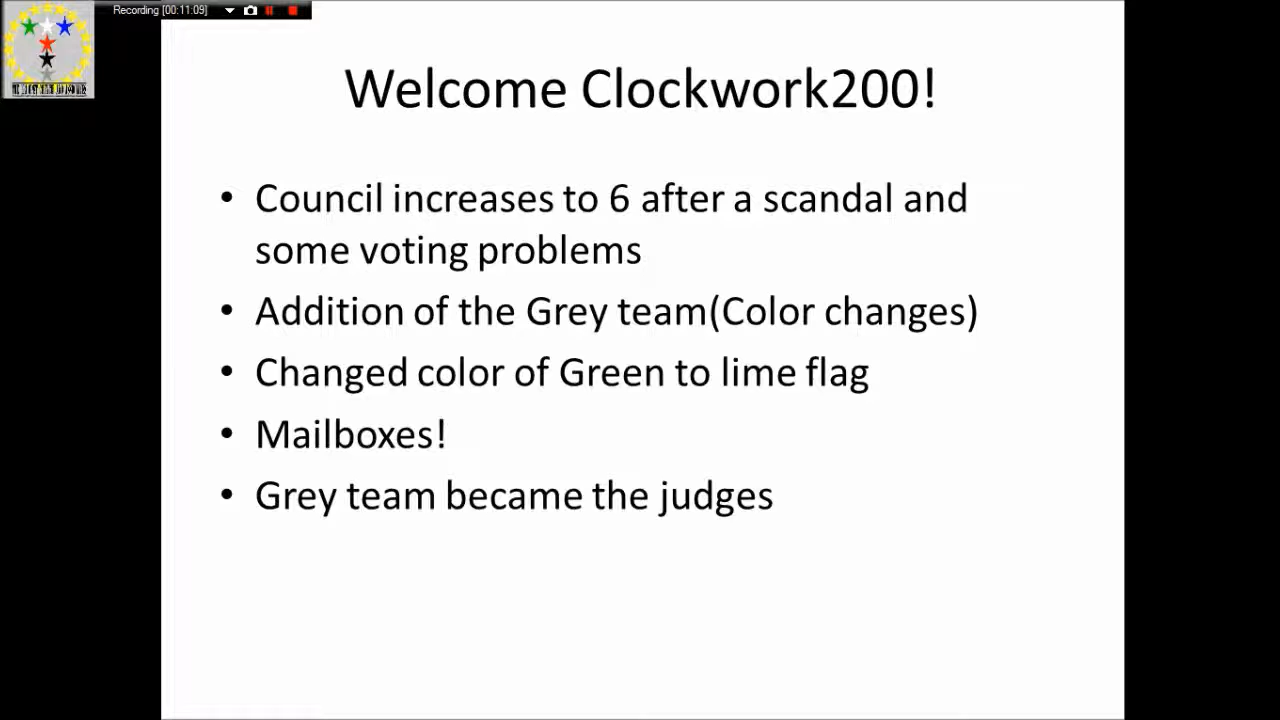 Recording [00:11:09]
Welcome Clockwork200!
• Council increases to 6 after a scandal and
some voting problems
• Addition of the Grey team(Color changes)
• Changed color of Green to lime flag
• Mailboxes!
• Grey team became the judges